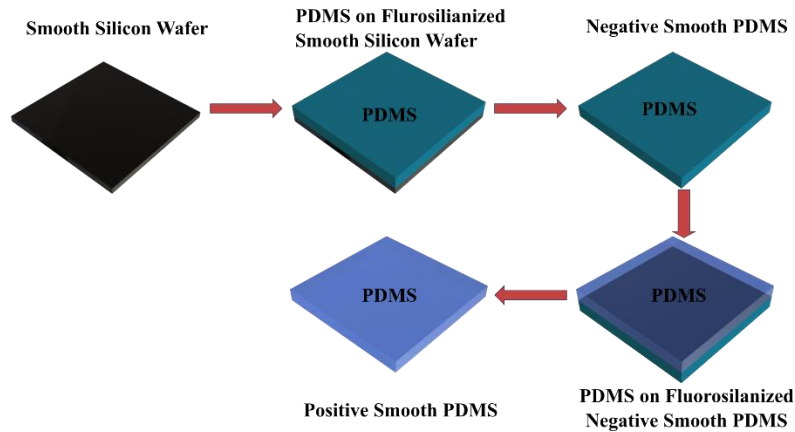 Smooth Silicon Wafer
PDMS on Flurosilianized
Smooth Silicon Wafer
Negative Smooth PDMS
PDMS
PDMS
PDMS
PDMS
Positive Smooth PDMS
PDMS on Fluorosilanized
Negative Smooth PDMS